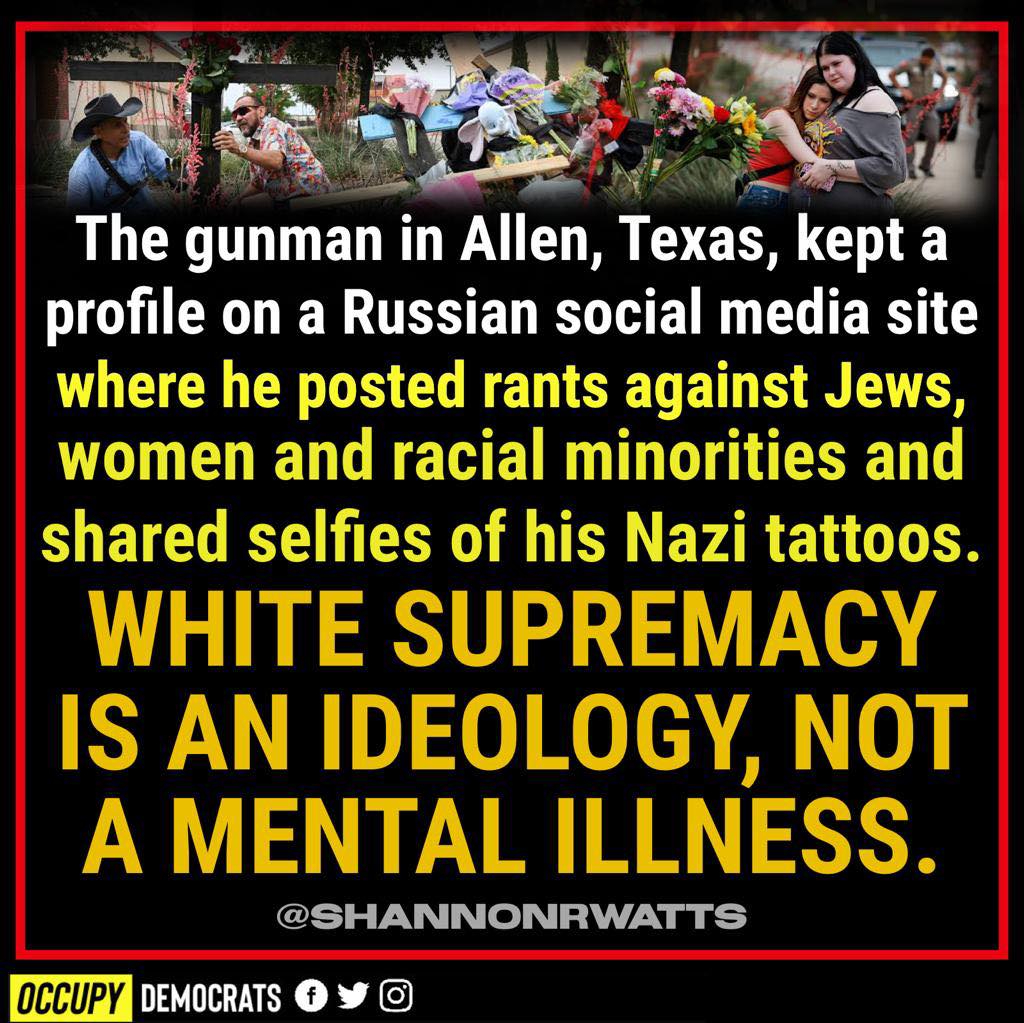 The gunman in Allen, Texas, kept a
profile on a Russian social media site
where he posted rants against Jews,
women and racial minorities and
shared selfies of his Nazi tattoos.
WHITE SUPREMACY
IS AN IDEOLOGY, NOT
A MENTAL ILLNESS.
@SHANNONRWATTS
OCCUPY DEMOCRATS